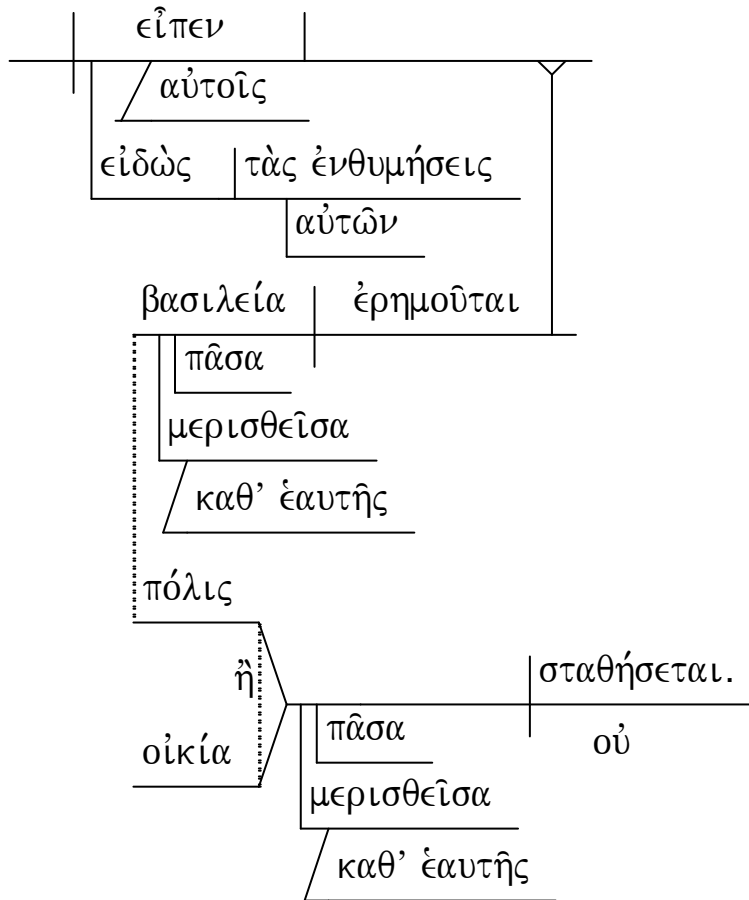 εἶπεν
αὐτοῖς
εἰδὼς τὰς ἐνθυμήσεις
αὐτῶν
βασιλεία ἐρημοῦται
πᾶσα
μερισθεῖσα
καθ’ ἑαυτῆς
πόλις
ἢ
σταθήσεται.
πᾶσα
οὐ
οἰκία
μερισθεῖσα
καθ’ ἑαυτῆς